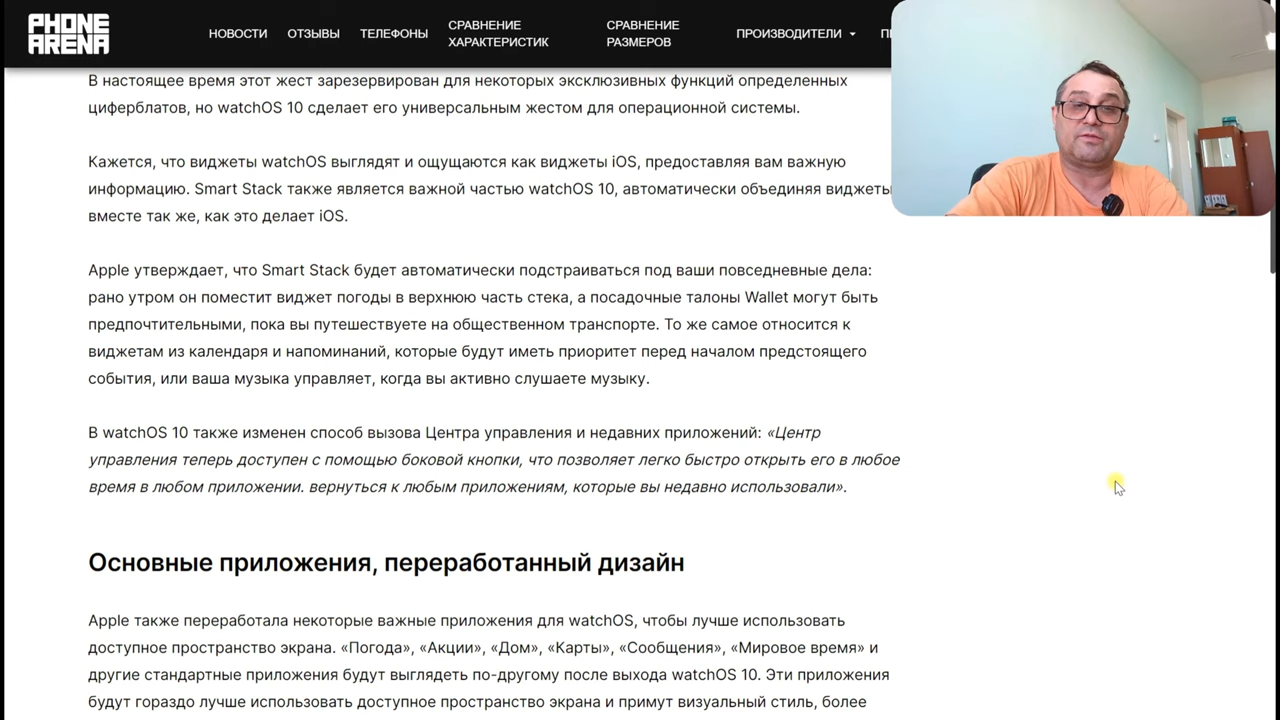 PHONE
ARENA
НОВОСТИ
ОТЗЫВЫ
ТЕЛЕФОНЫ
СРАВНЕНИЕ
ХАРАКТЕРИСТИК
СРАВНЕНИЕ
РАЗМЕРОВ
ПРОИЗВОДИТЕЛИ
В настоящее время этот жест зарезервирован для некоторых эксклюзивных функций определенных
циферблатов, но watchOS 10 сделает его универсальным жестом для операционной системы.
Кажется, что виджеты watchOS выглядят и ощущаются как виджеты iOS, предоставляя вам важную
информацию. Smart Stack также является важной частью watchOS 10, автоматически объединяя виджеты
вместе так же, как это делает iOS.
Apple утверждает, что Smart Stack будет автоматически подстраиваться под ваши повседневные дела:
рано утром он поместит виджет погоды в верхнюю часть стека, а посадочные талоны Wallet могут быть
предпочтительными, пока вы путешествуете на общественном транспорте. То же самое относится к
виджетам из календаря и напоминаний, которые будут иметь приоритет перед началом предстоящего
события, или ваша музыка управляет, когда вы активно слушаете музыку.
В watchOS 10 также изменен способ вызова Центра управления и недавних приложений: «Центр
управления теперь доступен с помощью боковой кнопки, что позволяет легко быстро открыть его в любое
время в любом приложении. вернуться к любым приложениям, которые вы недавно использовали».
Основные приложения, переработанный дизайн
Apple также переработала некоторые важные приложения для watchOS, чтобы лучше использовать
доступное пространство экрана. «Погода», «Акции», «Дом», «Карты», «Сообщения», «Мировое время» и
другие стандартные приложения будут выглядеть по-другому после выхода watchOS 10. Эти приложения
будут гораздо лучше использовать доступное пространство экрана и примут визуальный стиль, более